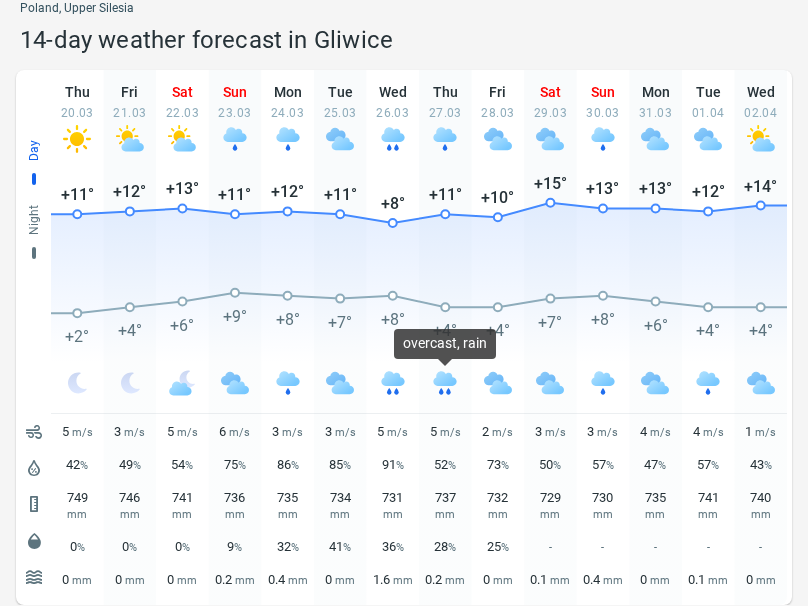 Poland, Upper Silesia
14-day weather forecast in Gliwice
Thu Fri Sat Sun Mon Tue Wed Thu Fri Sat Sun Mon Tue Wed
20.03 21.03 22.03 23.03 24.03 25.03 26.03 27.03 28.03 29.03 30.03 31.03 01.04 02.04
Day
+11° +12° +13° +11° +12° +11° +8° +11° +10° +15° +13° +13° +12° +14°
Night
+2° +4° +6° +9° +8° +7° +8° +4° +4° +7° +8° +6° +4° +4°
overcast, rain
5 m/s 3 m/s 5 m/s 6 m/s 3 m/s 3 m/s 5 m/s 5 m/s 2 m/s 3 m/s 3 m/s 4 m/s 4 m/s 1 m/s
42% 49% 54% 75% 86% 85% 91% 52% 73% 50% 57% 47% 57% 43%
749 746 741 736 735 734 731 737 732 729 730 735 741 740
mm mm mm mm mm mm mm mm mm mm mm mm mm mm
0% 0% 0% 9% 32% 41% 36% 28% 25% - - - - -
0 mm 0 mm 0 mm 0.2 mm 0.4 mm 0 mm 1.6 mm 0.2 mm 0 mm 0.1 mm 0.4 mm 0 mm 0.1 mm 0 mm